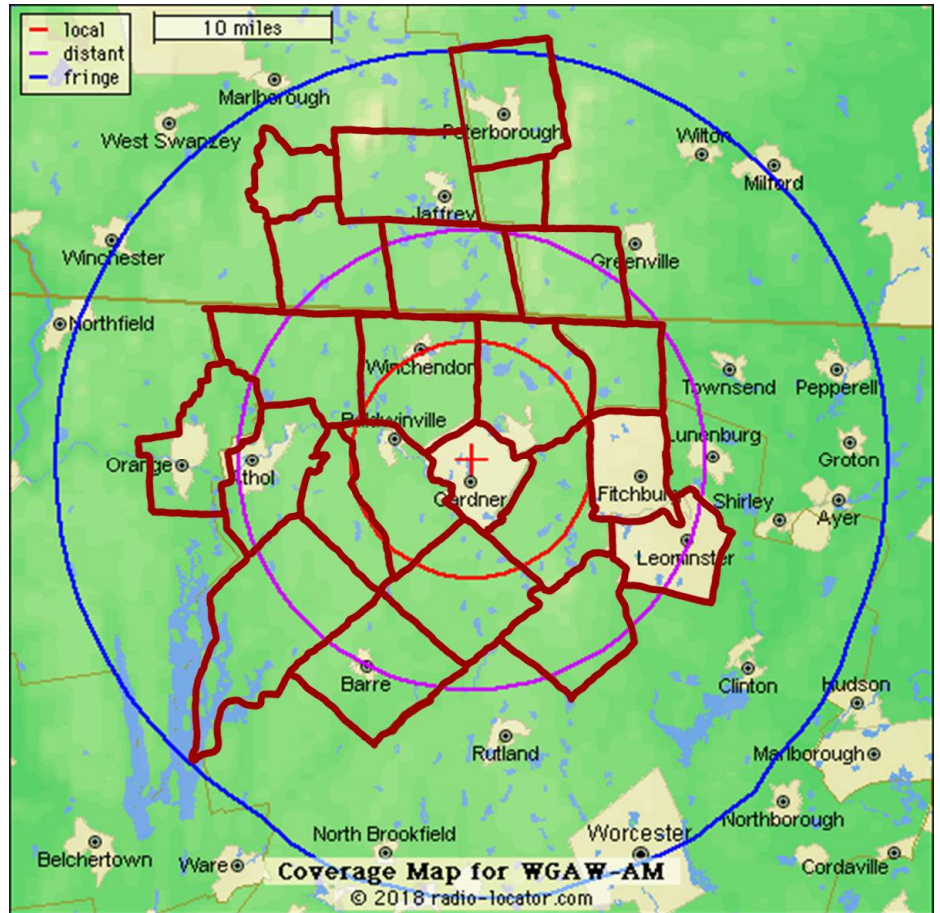 local
distant
fringe
10 miles
Marlborough
West Swanzey
Peterborough
Wilton
Milford
Jaffrey
Winchester
Greenville
Northfield
Winchendon
Townsend
Pepperell
Baldwinville
Lunenburg
Groton
Orange
Athol
Gardner
Fitchburg
Shirley
Ayer
Leominster
Barre
Clinton
Hudson
Rutland
Marlborough
Northborough
North Brookfield
Worcester
Belchertown
Ware
Cordaville
Coverage Map for WGAW-AM
© 2018 radio-locator.com